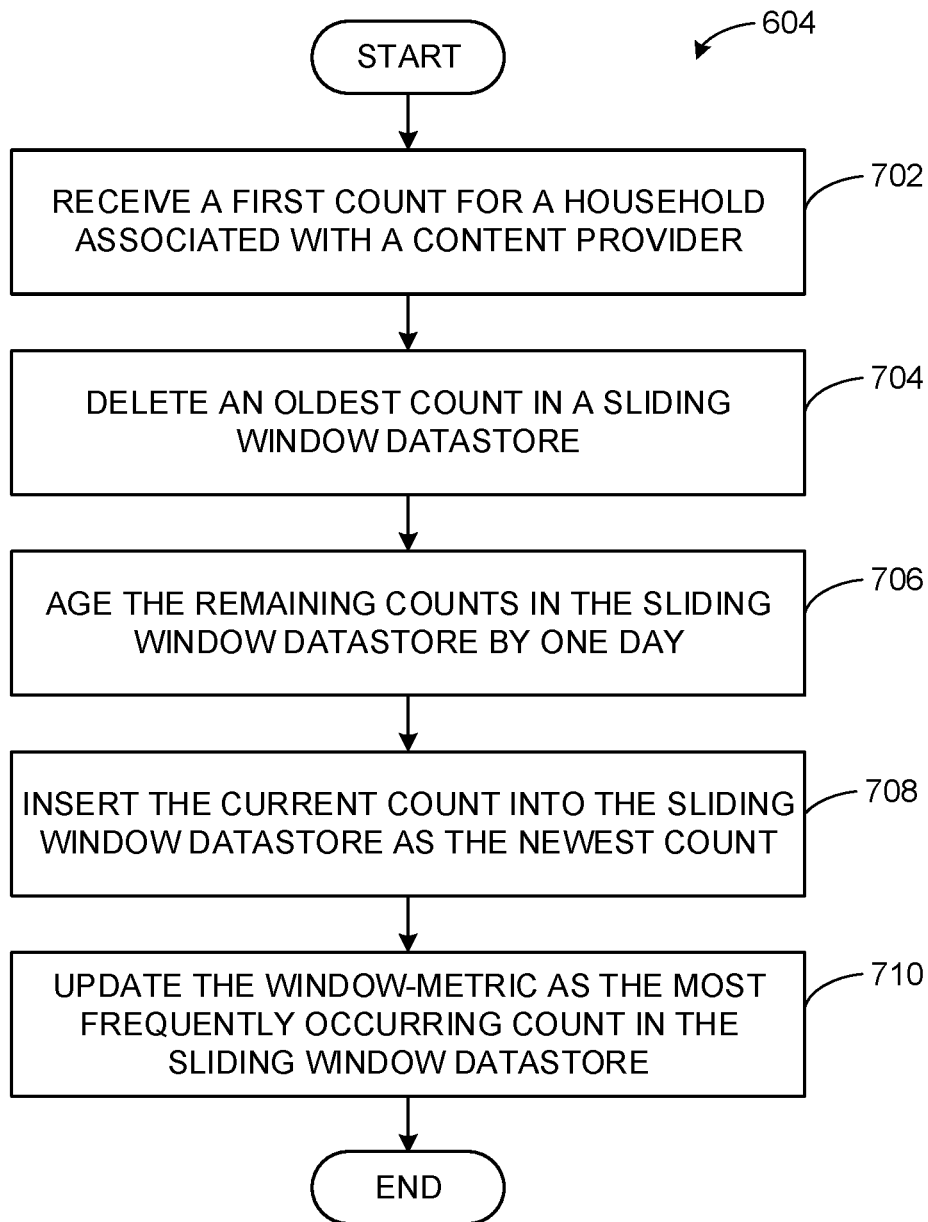 604
START
702
RECEIVE A FIRST COUNT FOR A HOUSEHOLD
ASSOCIATED WITH A CONTENT PROVIDER
704
DELETE AN OLDEST COUNT IN A SLIDING
WINDOW DATASTORE
706
AGE THE REMAINING COUNTS IN THE SLIDING
WINDOW DATASTORE BY ONE DAY
708
INSERT THE CURRENT COUNT INTO THE SLIDING
WINDOW DATASTORE AS THE NEWEST COUNT
710
UPDATE THE WINDOW-METRIC AS THE MOST
FREQUENTLY OCCURRING COUNT IN THE
SLIDING WINDOW DATASTORE
END